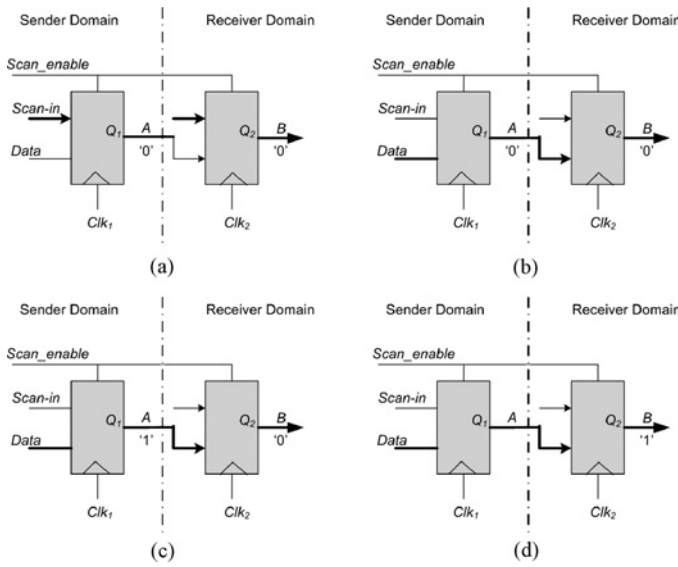 Sender Domain Receiver Domain
Scan_enable
Scan-in
Data
Q1
A
'0'
Q2
B
'0'
Clk1
Clk2
(a)
Sender Domain Receiver Domain
Scan_enable
Scan-in
Data
Q1
A
'0'
Q2
B
'0'
Clk1
Clk2
(b)
Sender Domain Receiver Domain
Scan_enable
Scan-in
Data
Q1
A
'1'
Q2
B
'0'
Clk1
Clk2
(c)
Sender Domain Receiver Domain
Scan_enable
Scan-in
Data
Q1
A
Q2
B
'1'
Clk1
Clk2
(d)